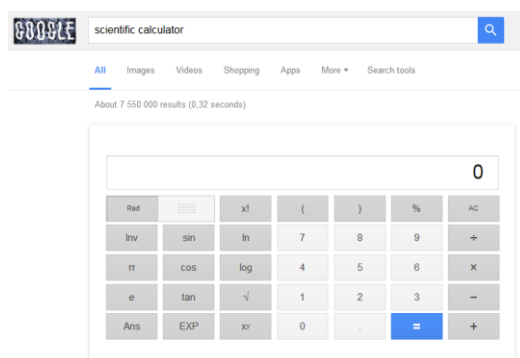 GOOGLE scientific calculator
All Images Videos Shopping Apps More ▾ Search tools
About 7 550 000 results (0,32 seconds)
0
Rad x! ( ) % AC
Inv sin ln 7 8 9 ÷
π cos log 4 5 6 ×
e tan √ 1 2 3 −
Ans EXP xʸ 0 . = +